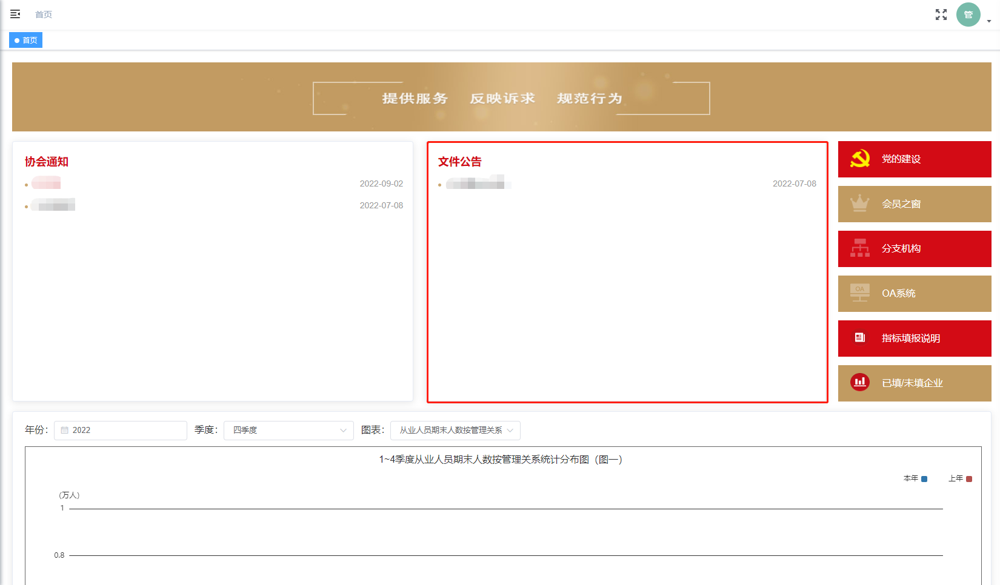 首页
管
首页
提供服务 反映诉求 规范行为
协会通知
2022-09-02
2022-07-08
文件公告
2022-07-08
党的建设
会员之窗
分支机构
OA
OA系统
指标填报说明
已填/未填企业
年份： 2022 季度： 四季度 图表： 从业人员期末人数按管理关系
1~4季度从业人员期末人数按管理关系统计分布图（图一）
本年 上年
(万人)
1
0.8